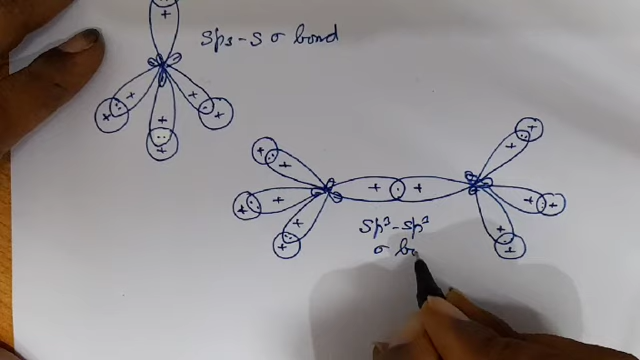 sp3-s σ bond
sp³-sp³
σ bo